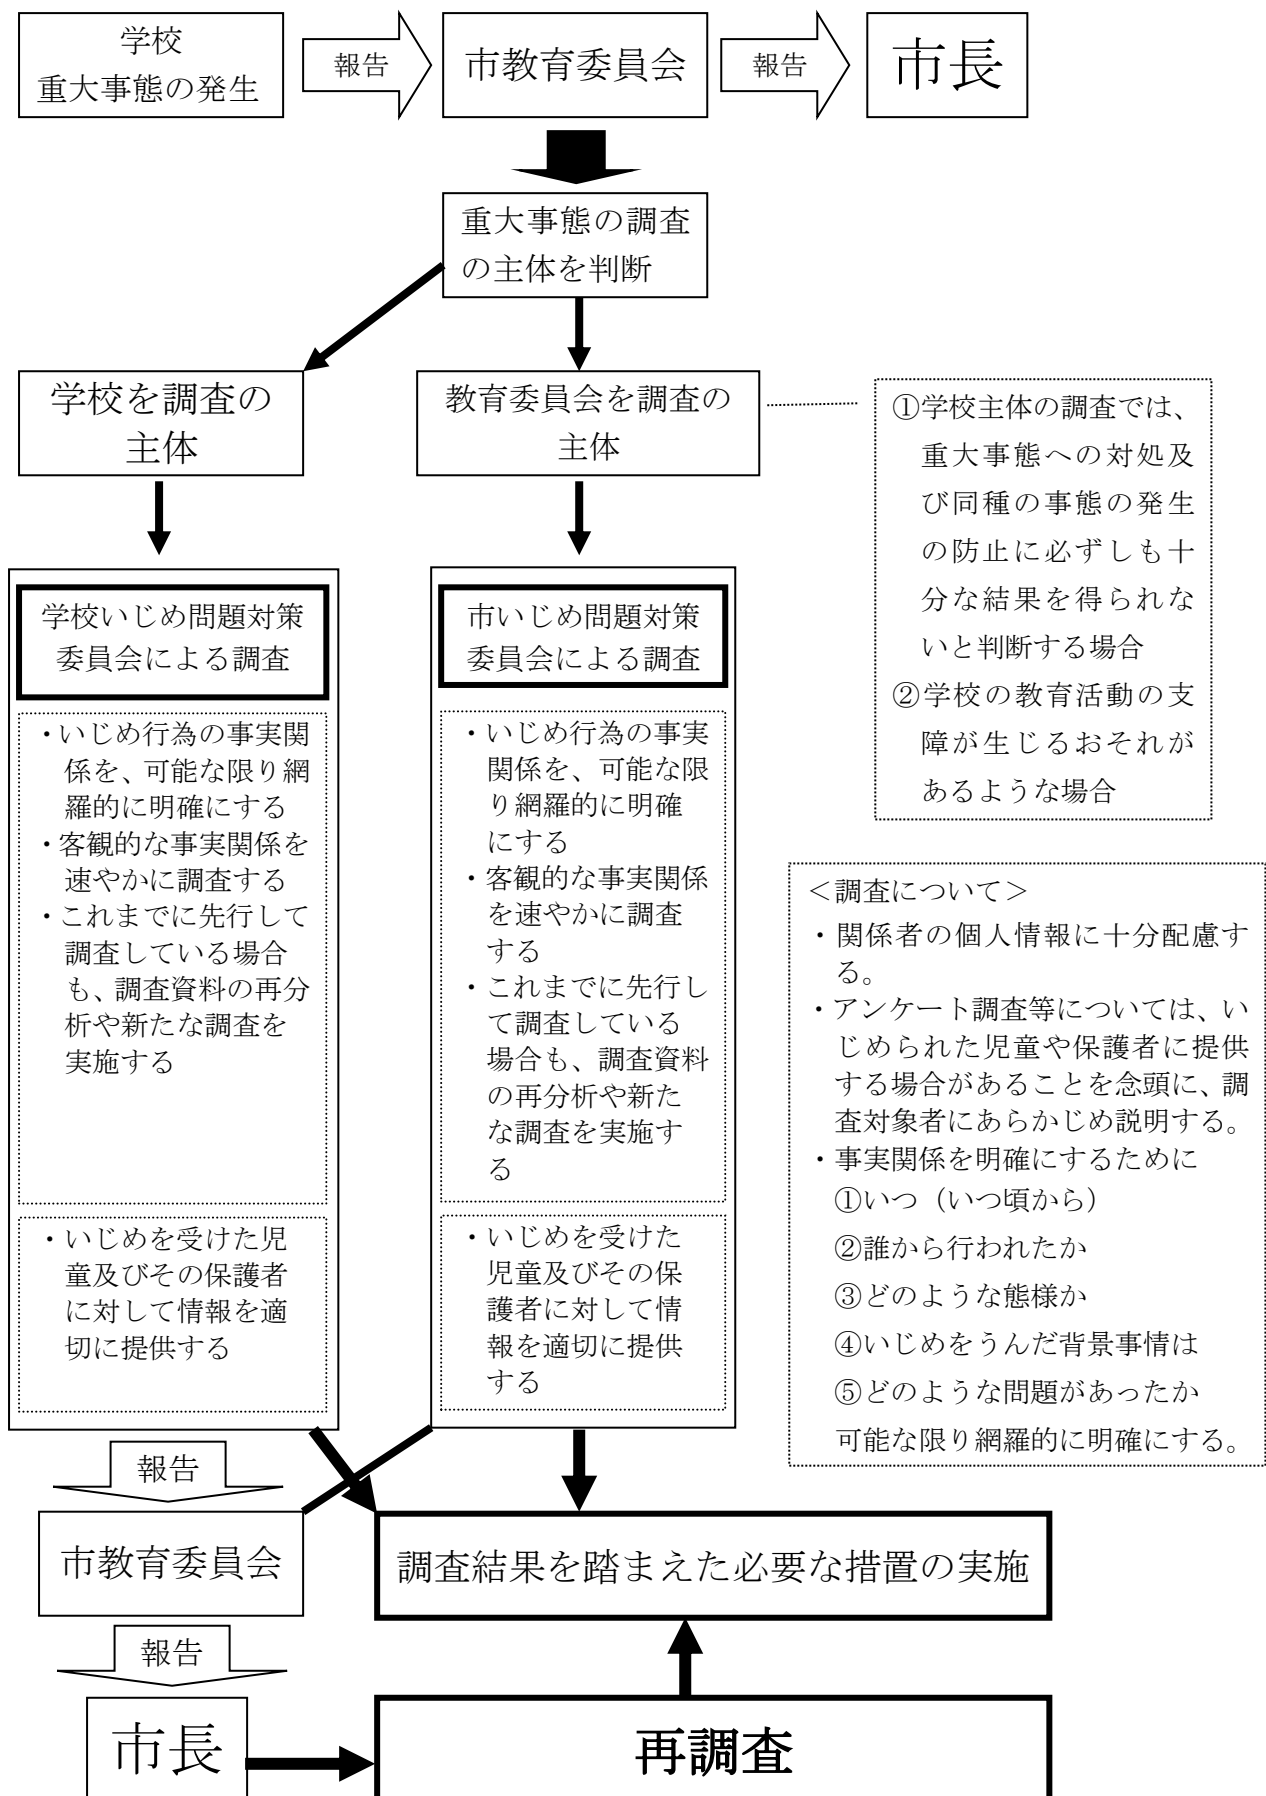 学校
重大事態の発生
報告
市教育委員会
報告
市長
重大事態の調査
の主体を判断
学校を調査の
主体
教育委員会を調査の
主体
①学校主体の調査では、
重大事態への対処及
び同種の事態の発生
の防止に必ずしも十
分な結果を得られな
いと判断する場合
②学校の教育活動の支
障が生じるおそれが
あるような場合
学校いじめ問題対策
委員会による調査
・いじめ行為の事実関
係を、可能な限り網
羅的に明確にする
・客観的な事実関係を
速やかに調査する
・これまでに先行して
調査している場合
も、調査資料の再分
析や新たな調査を
実施する
・いじめを受けた児
童及びその保護者
に対して情報を適
切に提供する
市いじめ問題対策
委員会による調査
・いじめ行為の事実
関係を、可能な限
り網羅的に明確
にする
・客観的な事実関係
を速やかに調査
する
・これまでに先行し
て調査している
場合も、調査資料
の再分析や新た
な調査を実施す
る
・いじめを受けた
児童及びその保
護者に対して情
報を適切に提供
する
＜調査について＞
・関係者の個人情報に十分配慮す
る。
・アンケート調査等については、い
じめられた児童や保護者に提供
する場合があることを念頭に、調
査対象者にあらかじめ説明する。
・事実関係を明確にするために
①いつ（いつ頃から）
②誰から行われたか
③どのような態様か
④いじめをうんだ背景事情は
⑤どのような問題があったか
可能な限り網羅的に明確にする。
報告
市教育委員会
調査結果を踏まえた必要な措置の実施
報告
市長
再調査